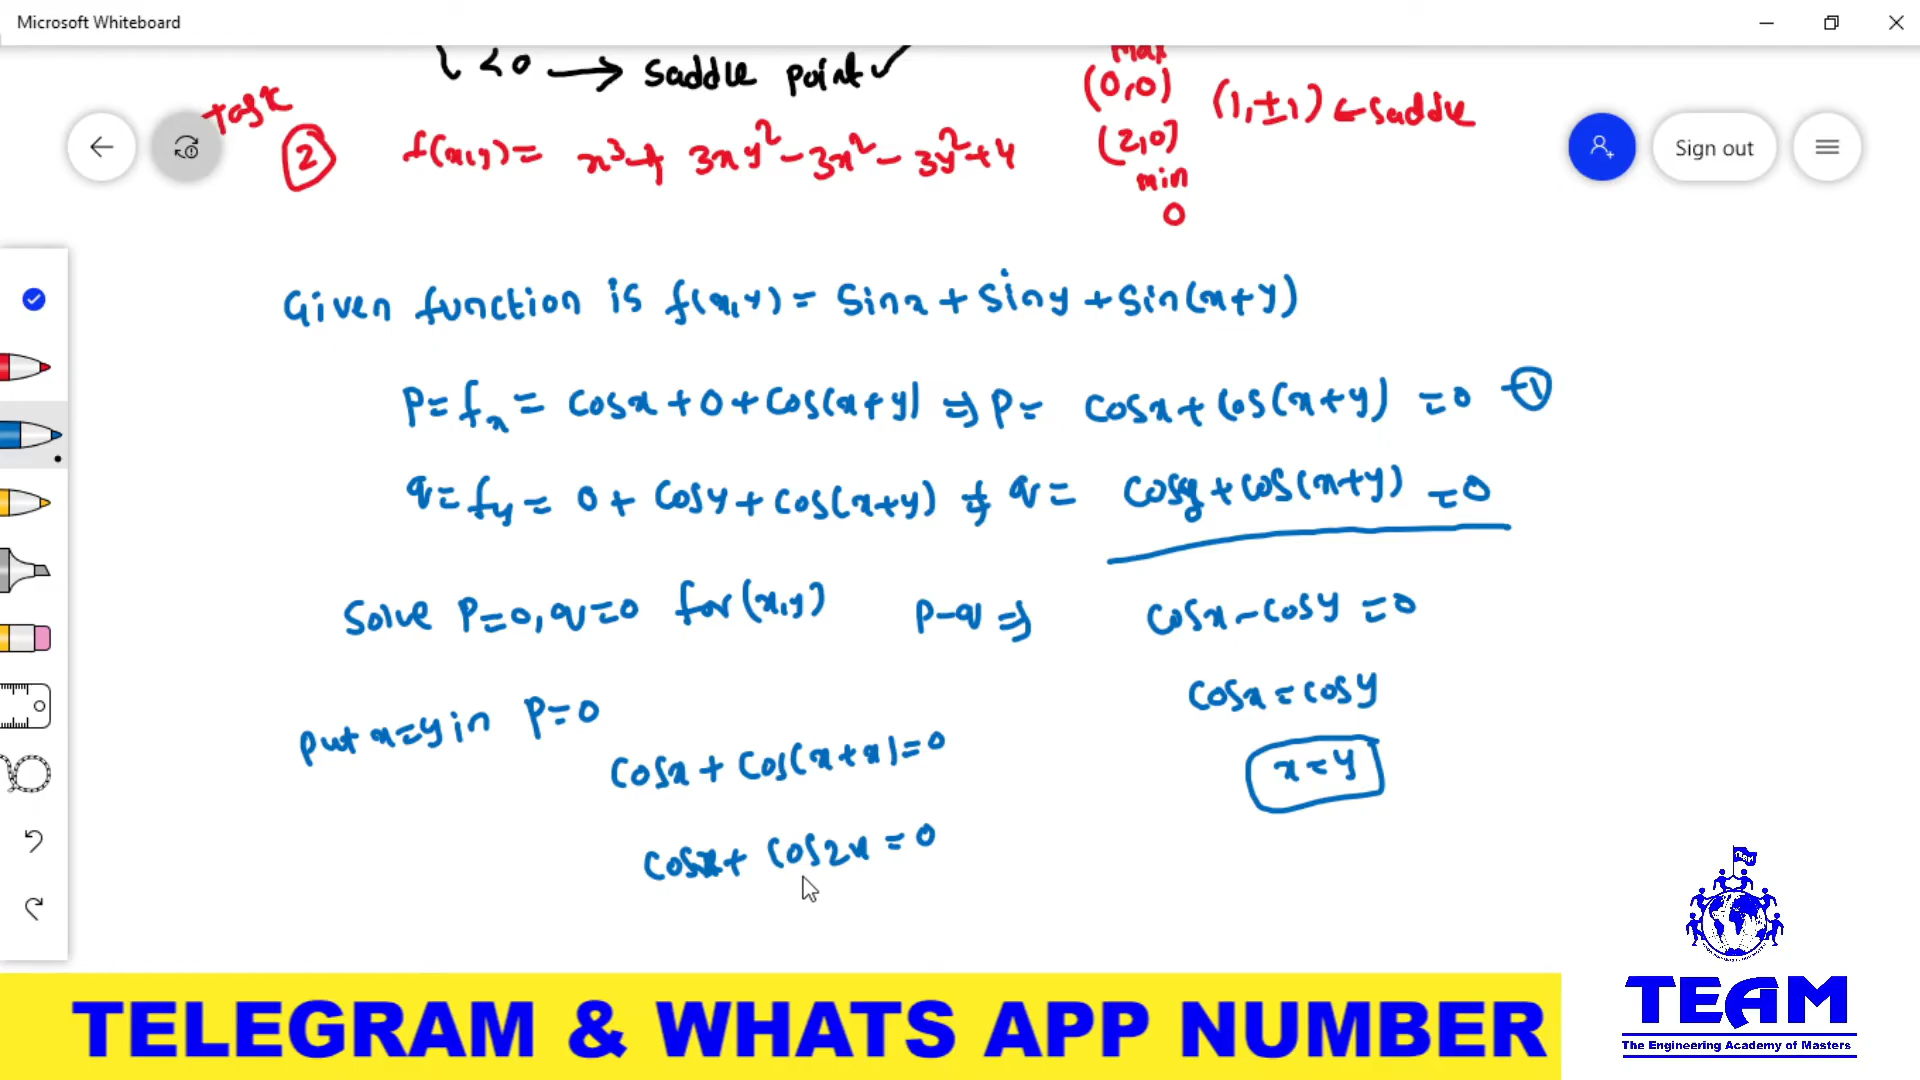 Microsoft Whiteboard
{ <0 → saddle point ✓
Max
(0,0)
(1,±1) ← saddle
(2,0)
min
0
Task
② f(x,y) = x³ + 3xy² - 3x² - 3y² + 4
Sign out
Given function is f(x,y) = Sinx + Siny + Sin(x+y)
P = fₓ = Cosx + 0 + Cos(x+y) ⇒ P = Cosx + Cos(x+y) = 0 →①
q = fy = 0 + Cosy + Cos(x+y) ⇒ q = Cosy + Cos(x+y) = 0
Solve P=0, q=0 for (x,y)
P-q ⇒ Cosx - Cosy = 0
Cosx = Cosy
x = y
Put x=y in P=0
Cosx + Cos(x+x) = 0
Cosx + Cos2x = 0
TEAM
The Engineering Academy of Masters
TELEGRAM & WHATS APP NUMBER